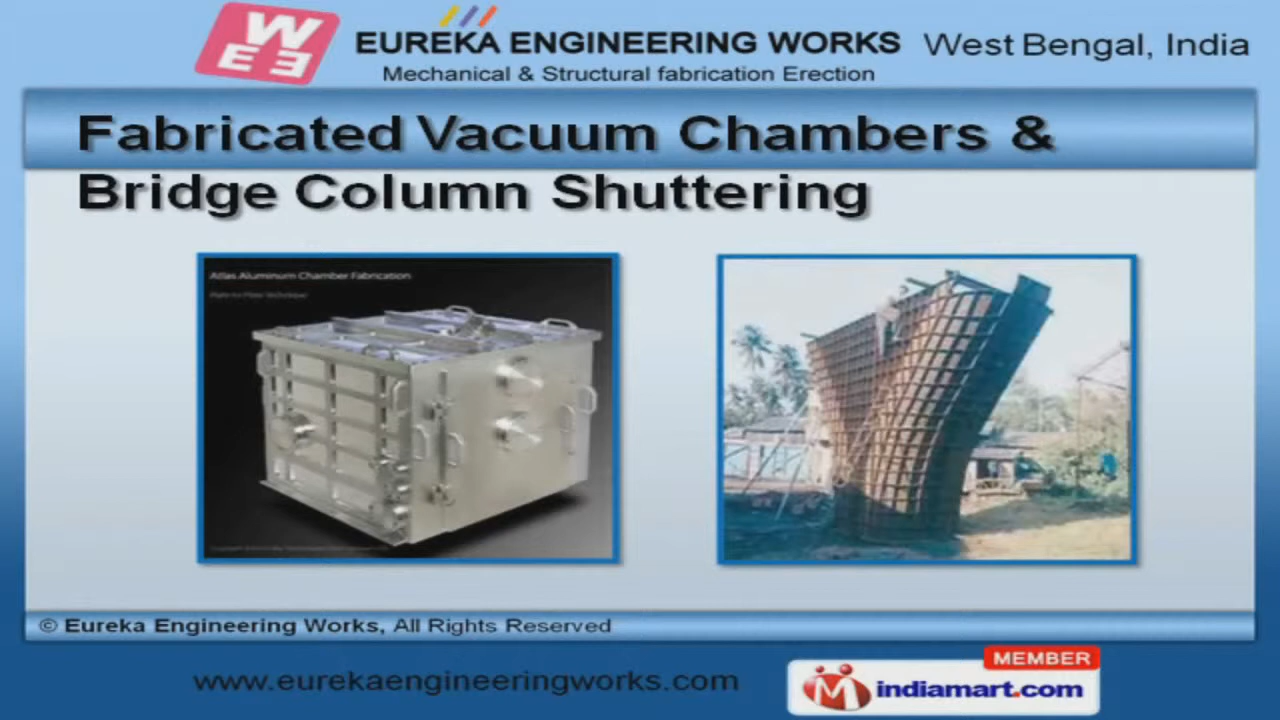 WEE
EUREKA ENGINEERING WORKS
West Bengal, India
Mechanical & Structural fabrication Erection
Fabricated Vacuum Chambers &
Bridge Column Shuttering
Atlas Aluminum Chamber Fabrication
© Eureka Engineering Works, All Rights Reserved
www.eurekaengineeringworks.com
MEMBER
indiamart.com